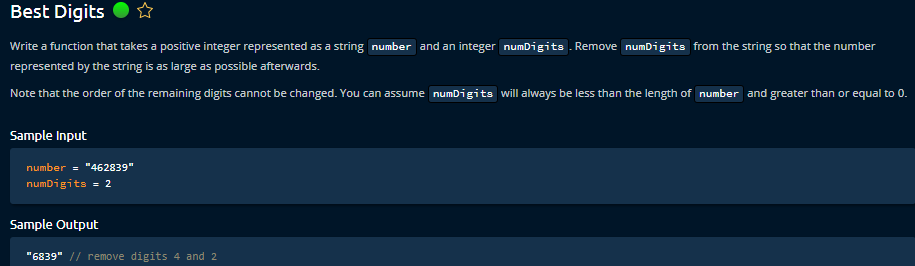 Best Digits
Write a function that takes a positive integer represented as a string number and an integer numDigits. Remove numDigits from the string so that the number
represented by the string is as large as possible afterwards.
Note that the order of the remaining digits cannot be changed. You can assume numDigits will always be less than the length of number and greater than or equal to 0.
Sample Input
number = "462839"
numDigits = 2
Sample Output
"6839" // remove digits 4 and 2